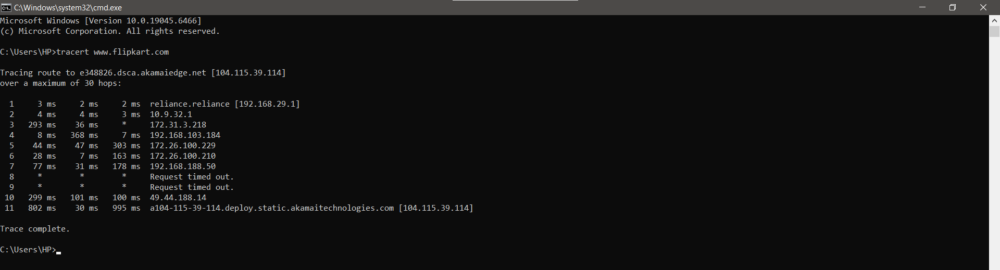 C:\Windows\system32\cmd.exe
Microsoft Windows [Version 10.0.19045.6466]
(c) Microsoft Corporation. All rights reserved.
C:\Users\HP>tracert www.flipkart.com
Tracing route to e348826.dsca.akamaiedge.net [104.115.39.114]
over a maximum of 30 hops:
  1     3 ms     2 ms     2 ms  reliance.reliance [192.168.29.1]
  2     4 ms     4 ms     3 ms  10.9.32.1
  3   293 ms    36 ms     *     172.31.3.218
  4     8 ms   368 ms     7 ms  192.168.103.184
  5    44 ms    47 ms   303 ms  172.26.100.229
  6    28 ms     7 ms   163 ms  172.26.100.210
  7    77 ms    31 ms   178 ms  192.168.188.50
  8     *        *        *     Request timed out.
  9     *        *        *     Request timed out.
 10   299 ms   101 ms   100 ms  49.44.188.14
 11   802 ms    30 ms   995 ms  a104-115-39-114.deploy.static.akamaitechnologies.com [104.115.39.114]
Trace complete.
C:\Users\HP>